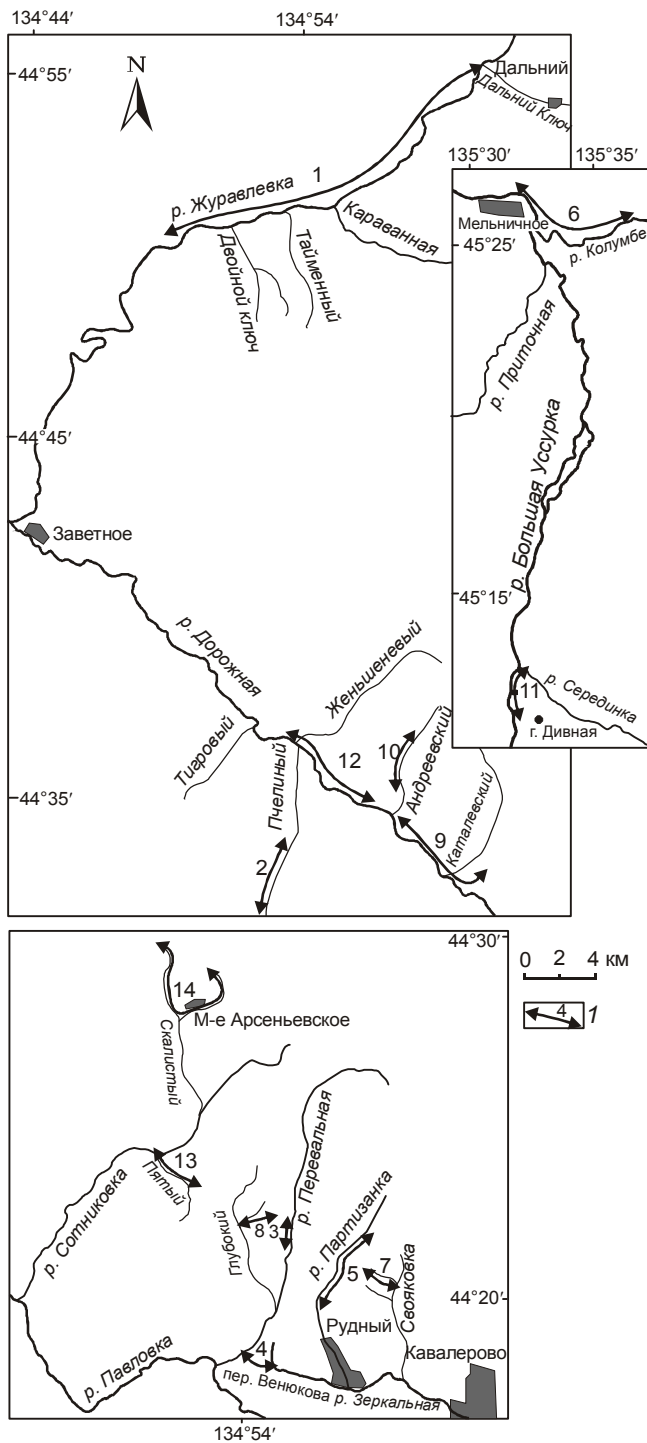 134°44′
134°54′
44°55′
N
Дальний
Дальний Ключ
1
р. Журавлевка
Караванная
Тайменный
Двойной ключ
135°30′
135°35′
6
Мельничное
45°25′
р. Колумбе
р. Приточная
р. Большая Уссурка
45°15′
11
р. Серединка
г. Дивная
44°45′
Заветное
р. Дорожная
Женьшеневый
Тигровый
Пчелиный
12
10
Андреевский
44°35′
9
Каталевский
2
44°30′
0 2 4 км
4
1
14
М-е Арсеньевское
Скалистый
13
Пятый
р. Сотниковка
р. Перевальная
Глубокий
8
3
р. Партизанка
5
7
Свояковка
44°20′
Рудный
Кавалерово
4
р. Павловка
пер. Венюкова
р. Зеркальная
134°54′